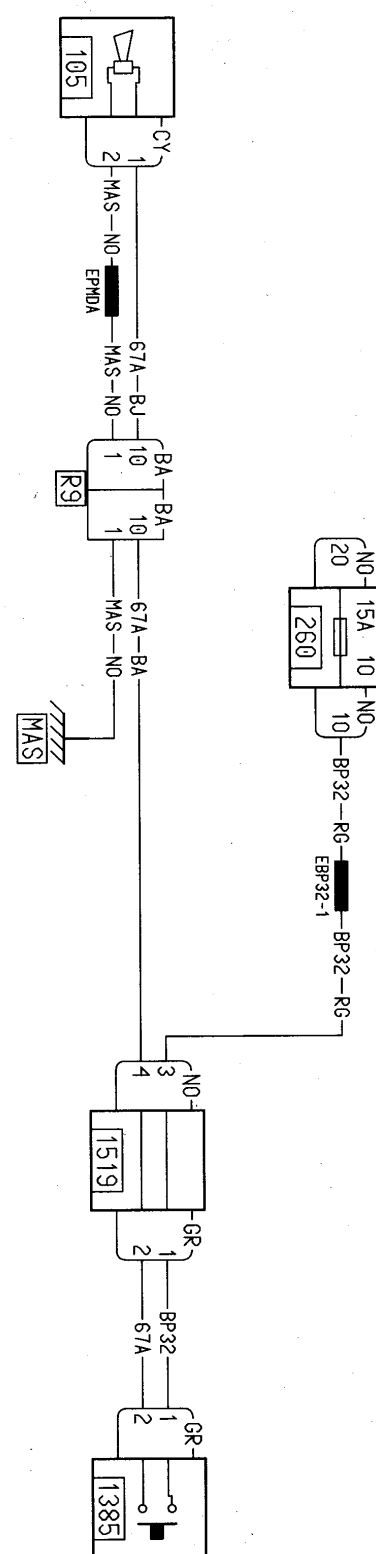 105
CY
1
2
MAS NO
EPMDA
MAS NO
67A BJ
BA
10
1
R9
BA
10
1
MAS NO
67A BA
MAS
NO
20
15A 10
260
NO
10
BP32 RG
EBP32-1
BP32 RG
NO
3
4
1519
GR
1
2
BP32
67A
GR
1
2
1385